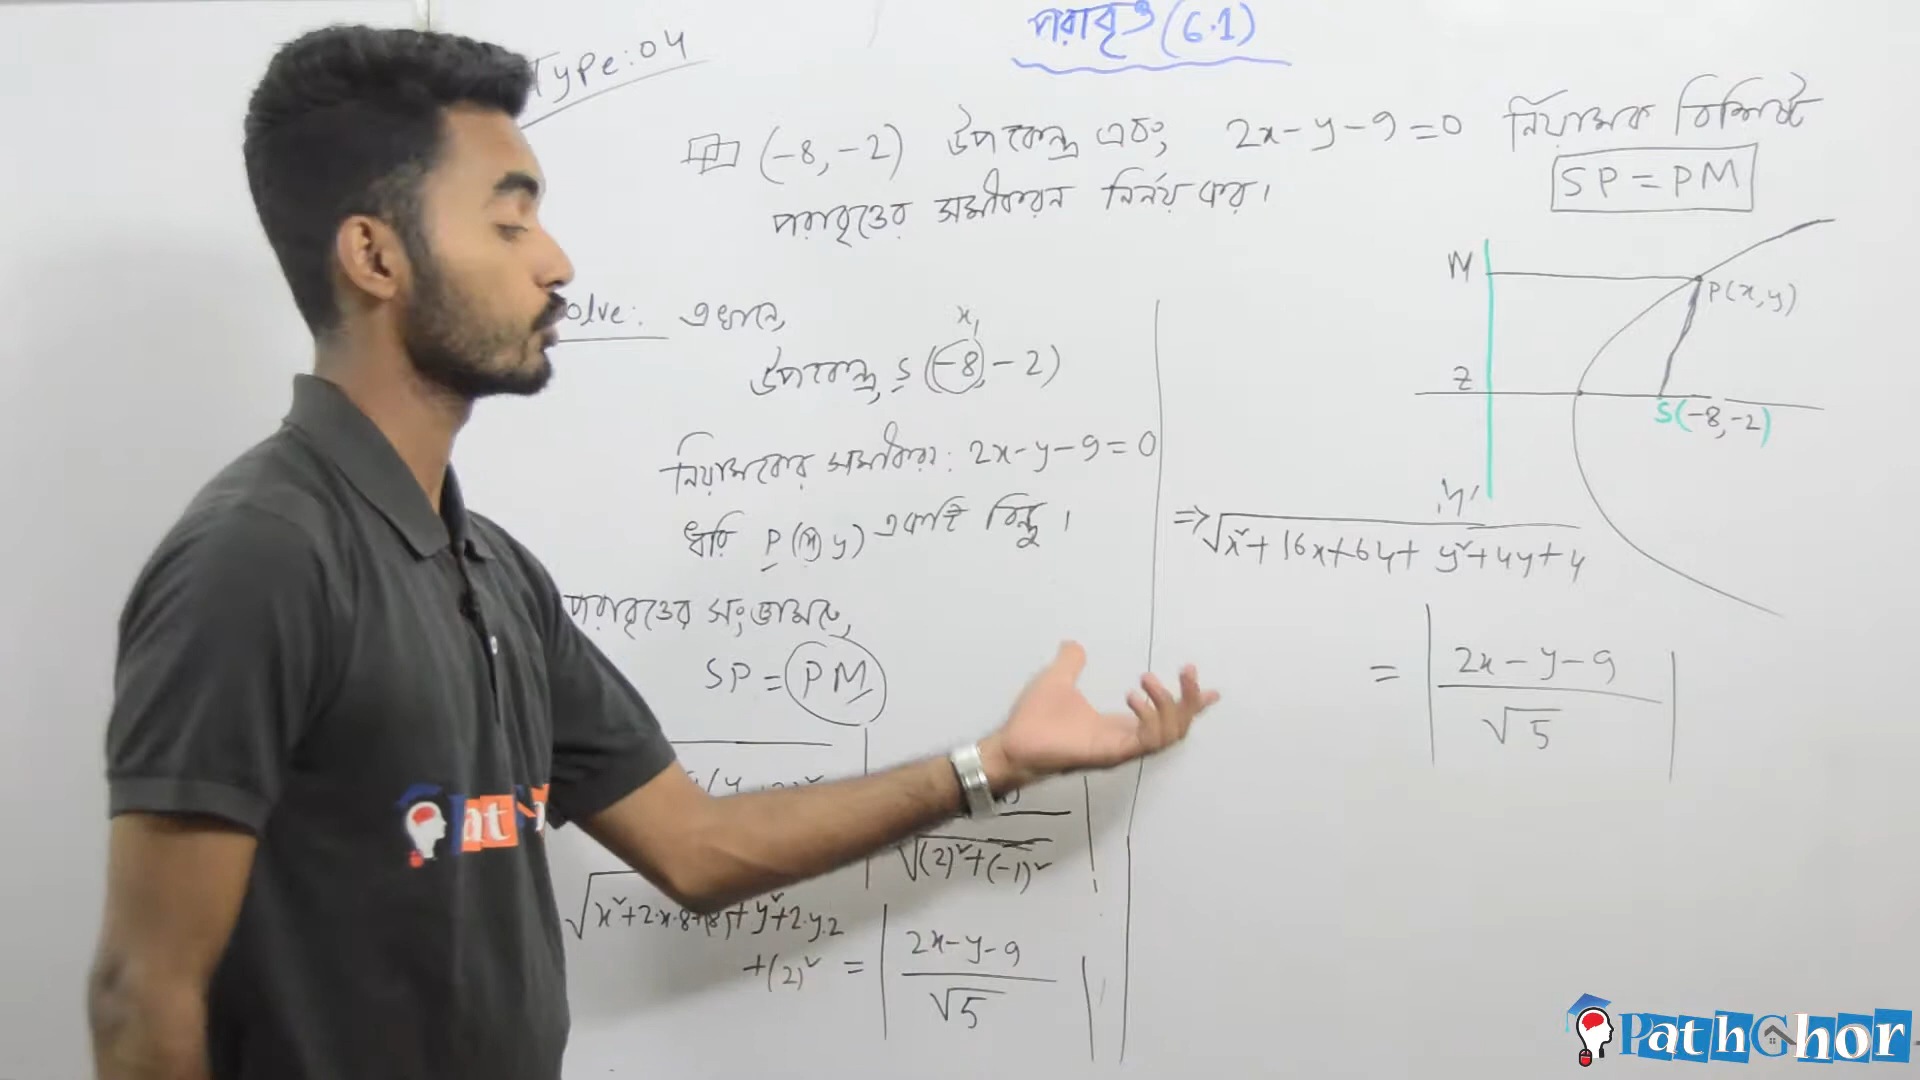 পরাবৃত্ত (6.1)
Type:04
(-8, -2) উপকেন্দ্র এবং 2x-y-9=0 নিয়ামক বিশিষ্ট
পরাবৃত্তের সমীকরন নির্নয় কর।
SP = PM
M
P(x,y)
Z
S(-8,-2)
M'
olve: এখানে,
x₁
উপকেন্দ্র, S (-8, -2)
নিয়ামকের সমীকরণ: 2x-y-9=0
ধরি P(x, y) একটি বিন্দু।
পরাবৃত্তের সংজ্ঞামতে,
SP = PM
√(2)²+(-1)²
√x²+2·x·8+(8)²+y²+2·y·2
+(2)² = |2x-y-9
√5|
⇒ √x²+16x+64+y²+4y+4
= |2x-y-9
√5|
Path
PathGhor